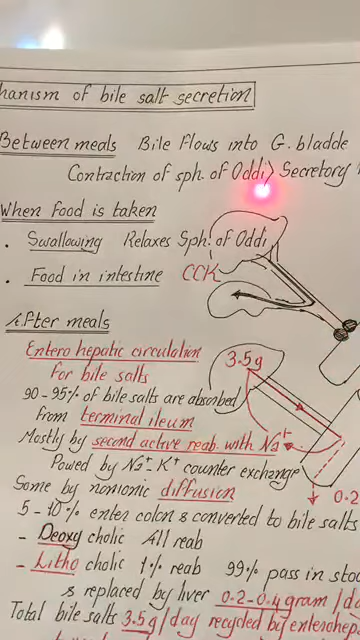 hanism of bile salt secretion
Between meals Bile Flows into G. bladde
Contraction of sph. of Oddi > Secretory
When Food is taken
. Swallowing Relaxes Sph. of Oddi
. Food in intestine CCK
After meals
Entero hepatic circulation
for bile salts
3.5g
90-95% of bile salts are absorbed
from terminal ileum
Mostly by second active reab. with Na+
Powed by Na+-K+ counter exchange
Some by nonionic diffusion
0.2
5-10% enter colon & converted to bile salts
- Deoxy cholic All reab
- Litho cholic 1% reab 99% pass in stoo
& replaced by liver 0.2-0.4 gram/da
Total bile salts 3.5g/day recycled by enterohep